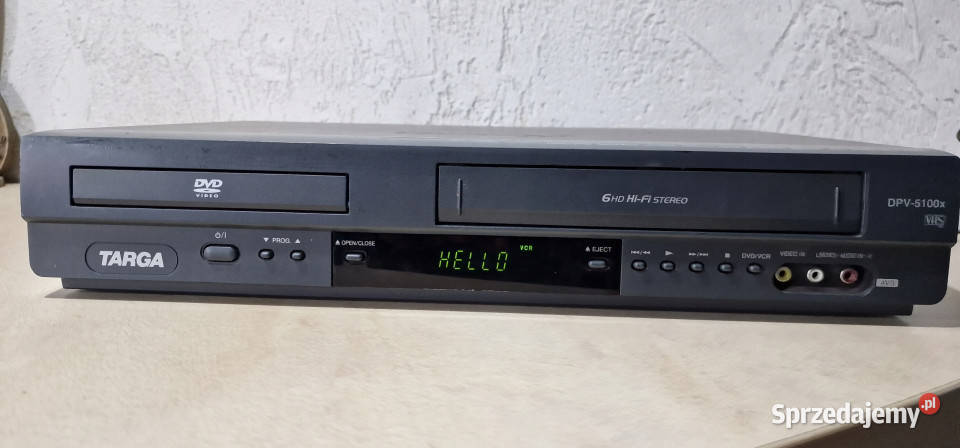 DVD
VIDEO
6HD Hi-Fi STEREO
DPV-5100x
VHS
TARGA
⏻/I
▼ PROG. ▲
▲ OPEN/CLOSE
HELLO
VCR
▲ EJECT
DVD/VCR
VIDEO IN
Sprzedajemy.pl